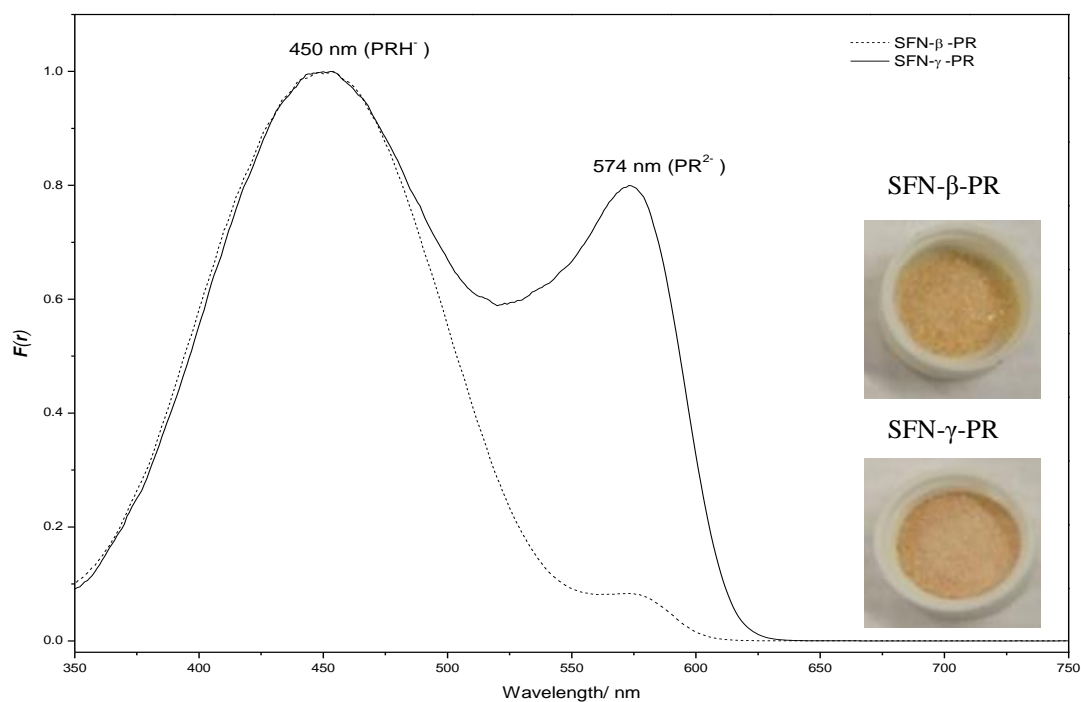 450 nm (PRH⁻ )
SFN-β -PR
SFN-γ -PR
574 nm (PR²⁻ )
SFN-β-PR
SFN-γ-PR
F(r)
1.0
0.8
0.6
0.4
0.2
0.0
350 400 450 500 550 600 650 700 750
Wavelength/ nm